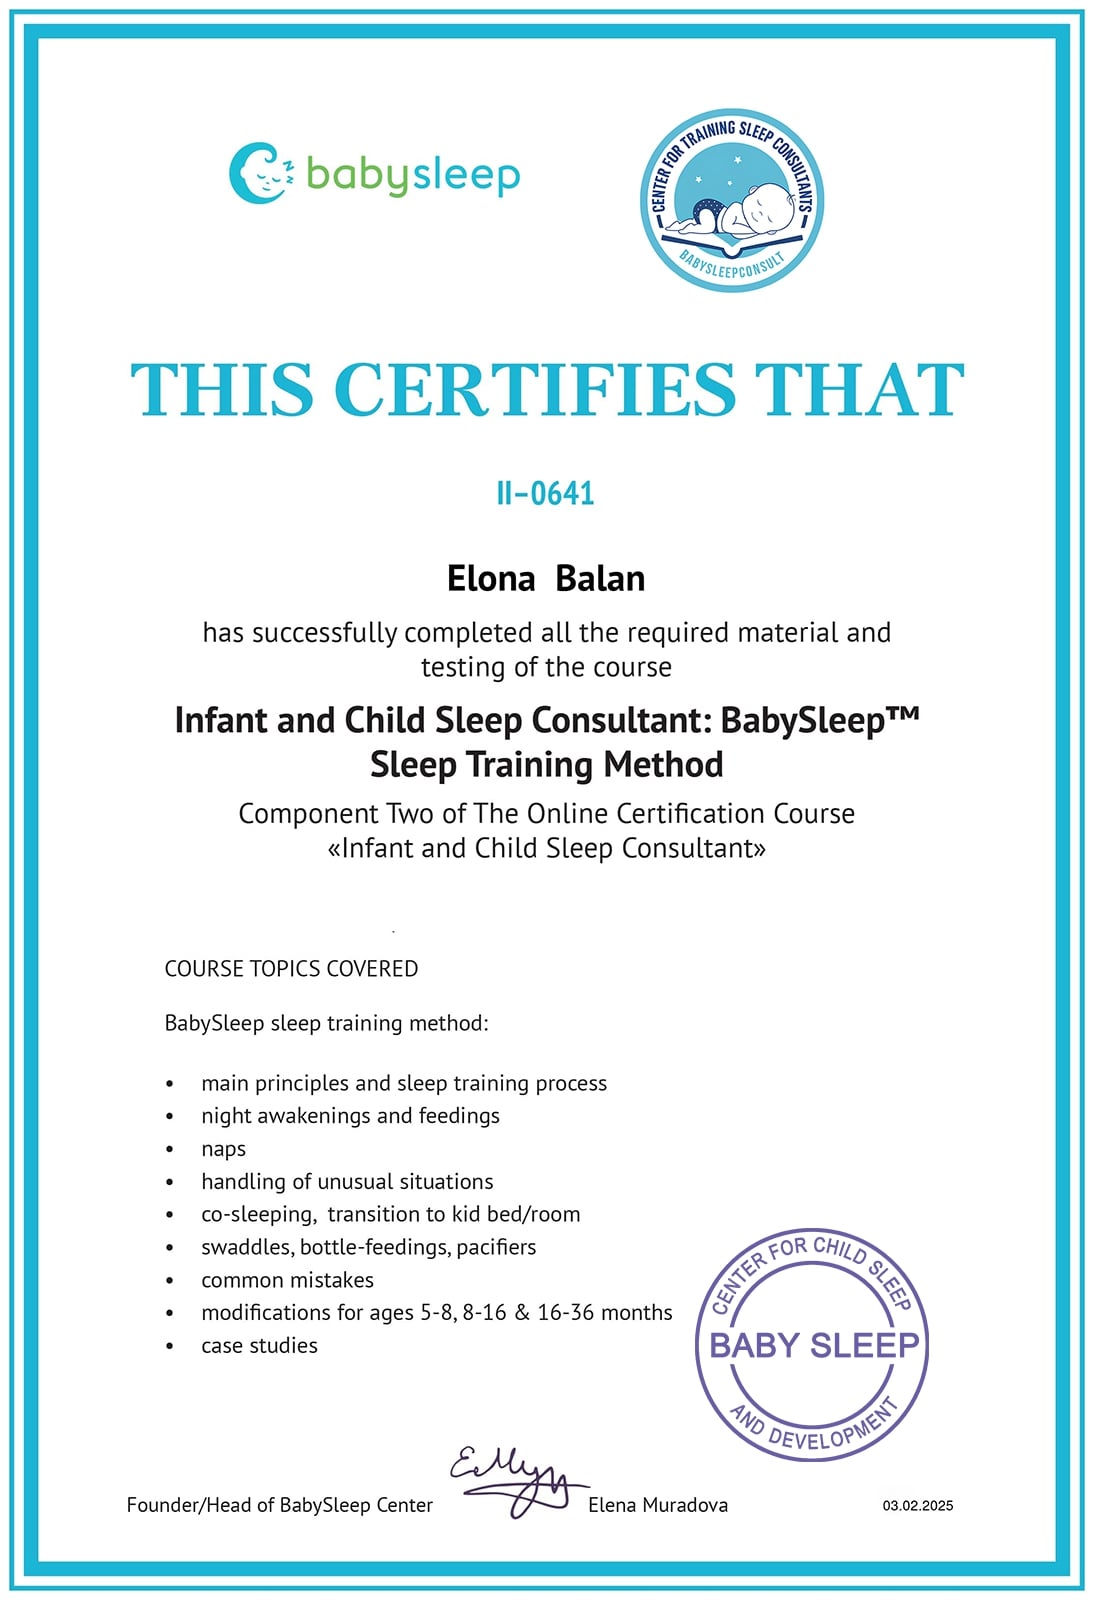 babysleep
CENTER FOR TRAINING SLEEP CONSULTANTS
BABYSLEEPCONSULT
THIS CERTIFIES THAT
II–0641
Elona  Balan
has successfully completed all the required material and
testing of the course
Infant and Child Sleep Consultant: BabySleep™
Sleep Training Method
Component Two of The Online Certification Course
«Infant and Child Sleep Consultant»
COURSE TOPICS COVERED
BabySleep sleep training method:
• main principles and sleep training process
• night awakenings and feedings
• naps
• handling of unusual situations
• co-sleeping,  transition to kid bed/room
• swaddles, bottle-feedings, pacifiers
• common mistakes
• modifications for ages 5-8, 8-16 & 16-36 months
• case studies
CENTER FOR CHILD SLEEP
BABY SLEEP
AND DEVELOPMENT
Founder/Head of BabySleep Center
Elena Muradova
03.02.2025